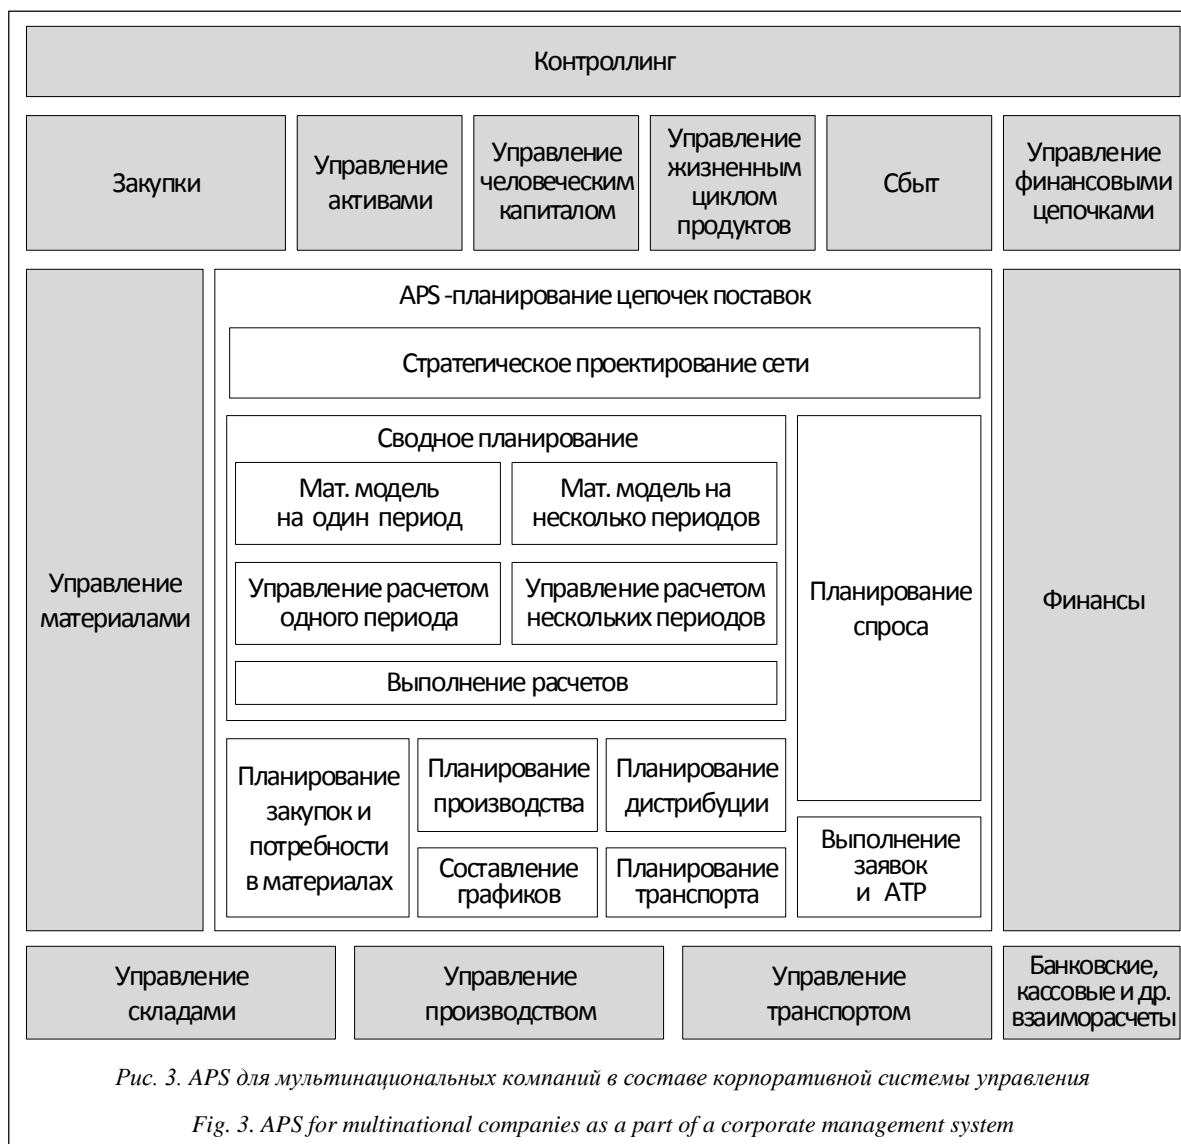 Контроллинг
Закупки
Управление
активами
Управление
человеческим
капиталом
Управление
жизненным
циклом
продуктов
Сбыт
Управление
финансовыми
цепочками
Управление
материалами
APS -планирование цепочек поставок
Стратегическое проектирование сети
Сводное планирование
Мат. модель
на один период
Мат. модель на
несколько периодов
Управление расчетом
одного периода
Управление расчетом
нескольких периодов
Выполнение расчетов
Планирование
спроса
Финансы
Планирование
закупок и
потребности
в материалах
Планирование
производства
Планирование
дистрибуции
Составление
графиков
Планирование
транспорта
Выполнение
заявок
и АТР
Управление
складами
Управление
производством
Управление
транспортом
Банковские,
кассовые и др.
взаиморасчеты
Рис. 3. APS для мультинациональных компаний в составе корпоративной системы управления
Fig. 3. APS for multinational companies as a part of a corporate management system